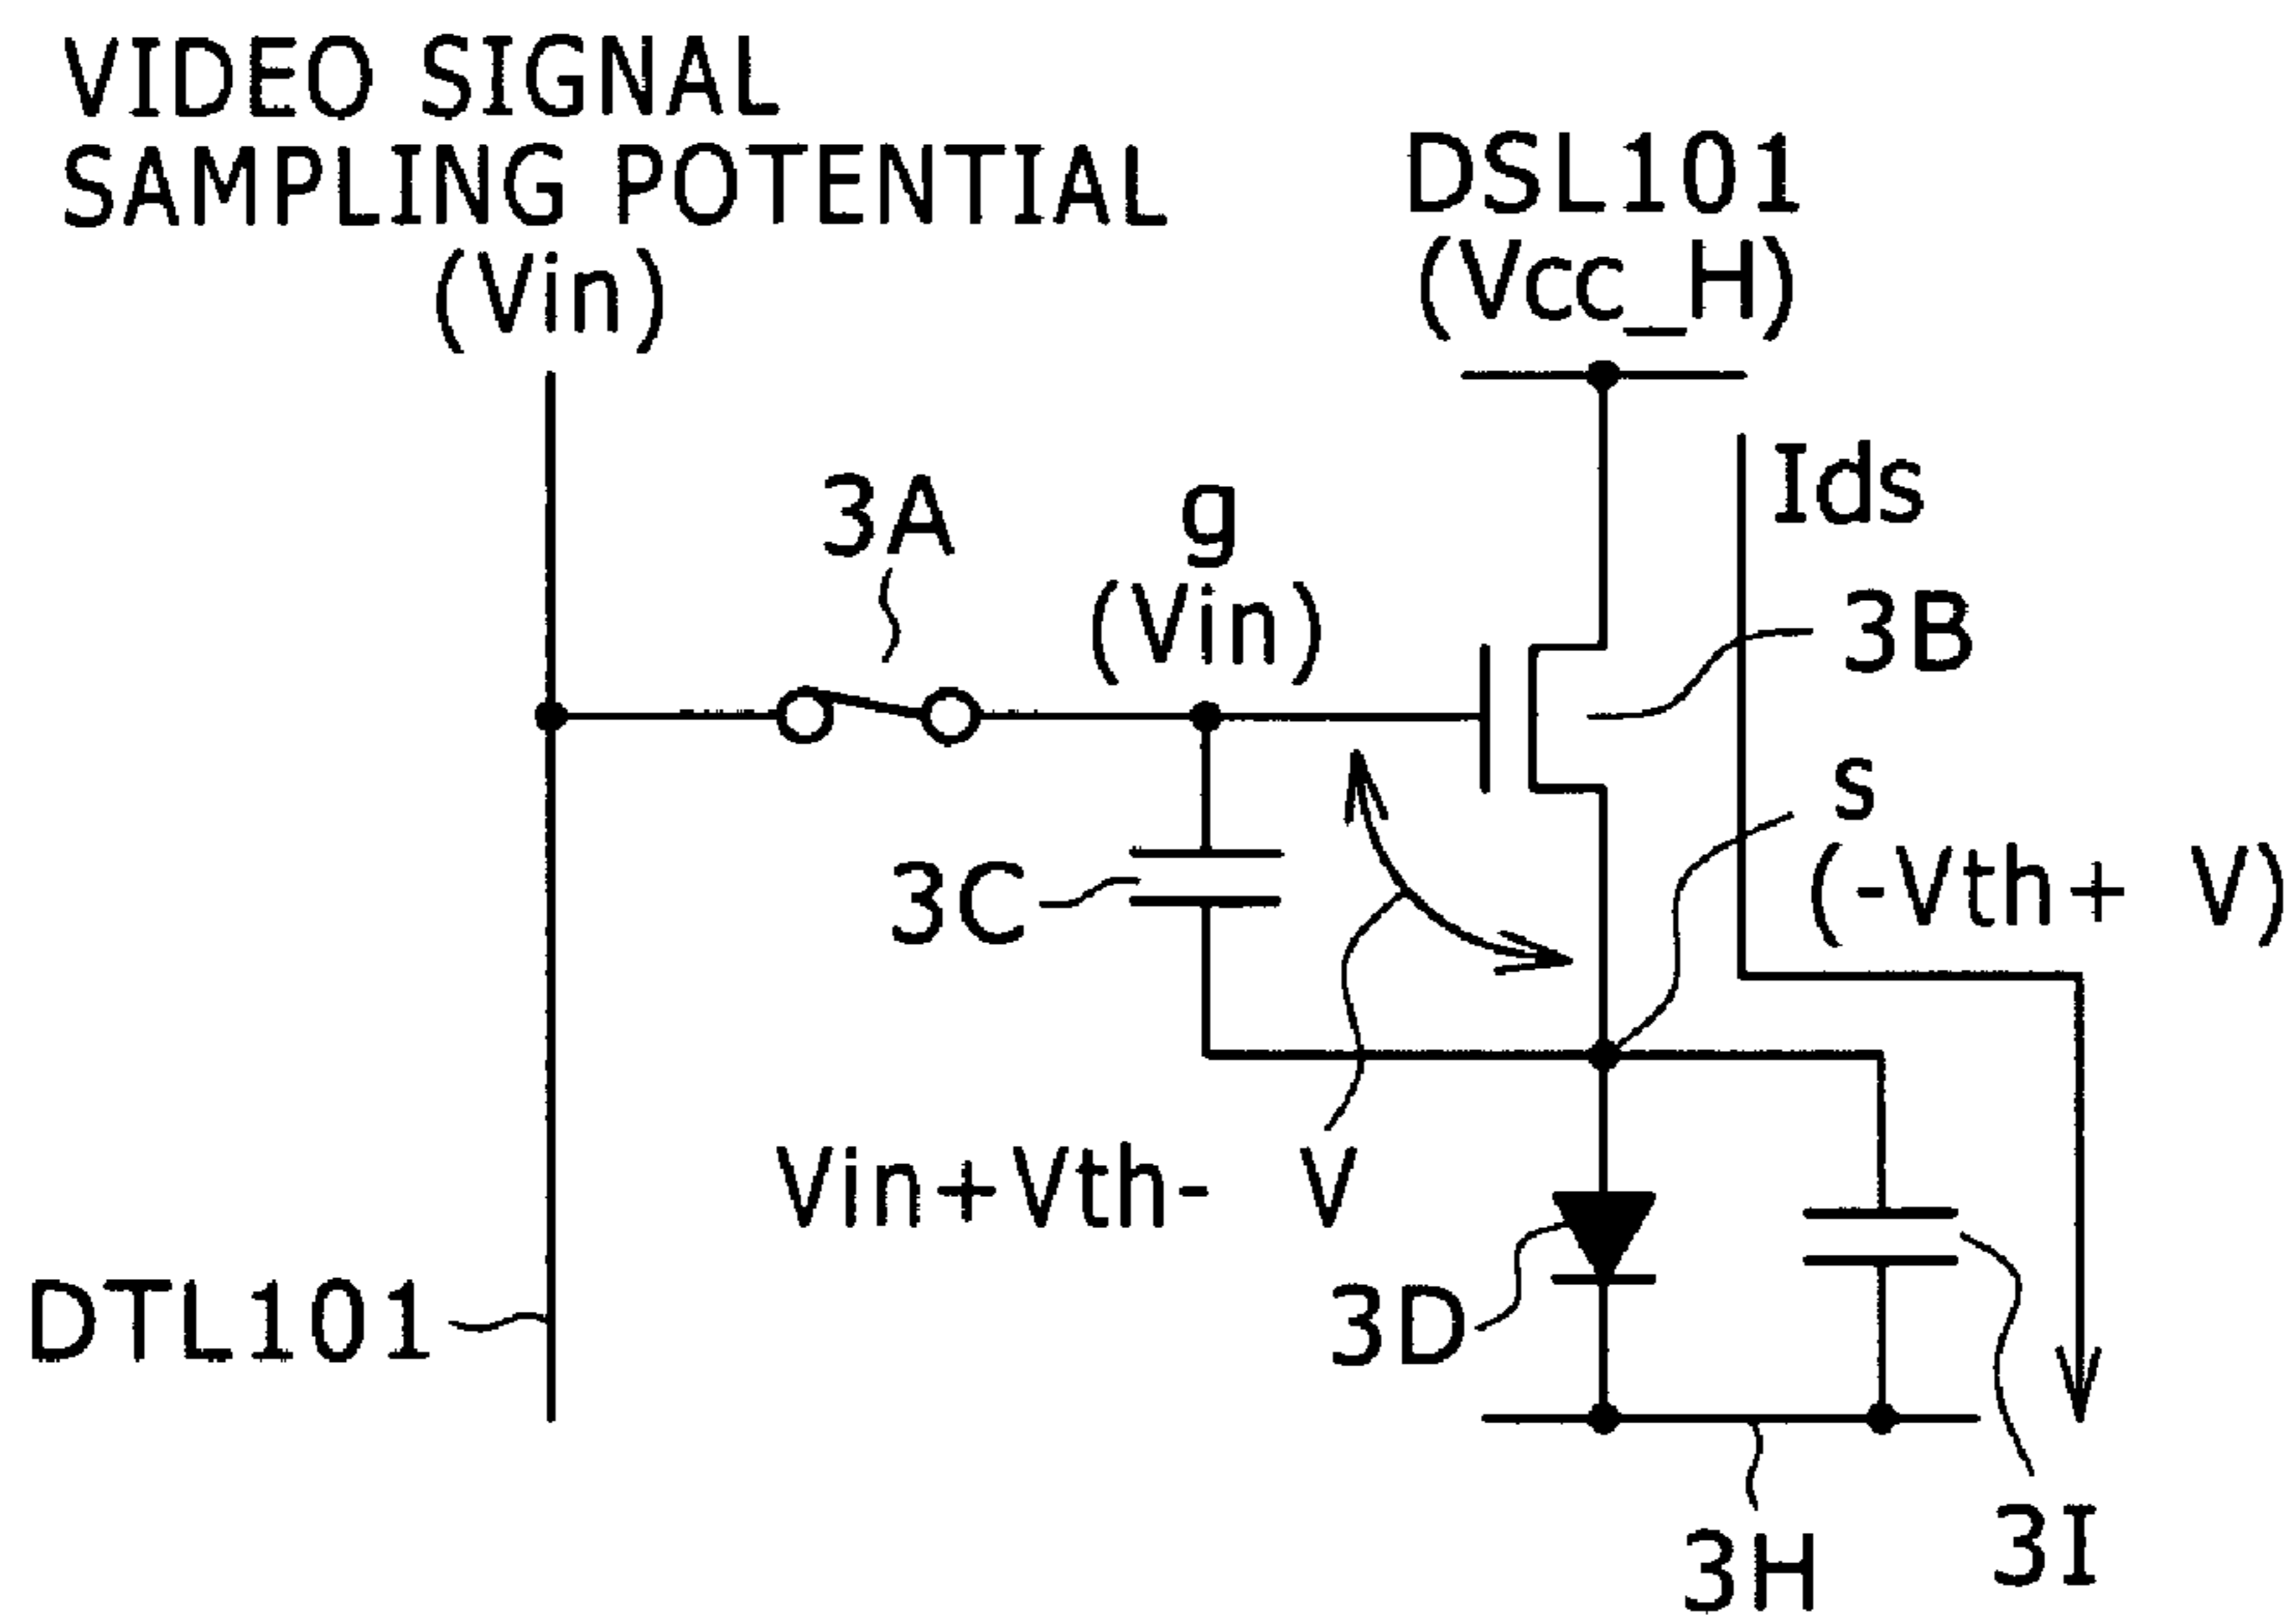 VIDEO SIGNAL
SAMPLING POTENTIAL
(Vin)
DSL101
(Vcc_H)
Ids
3A
g
(Vin)
3B
s
(-Vth+ V)
3C
Vin+Vth- V
DTL101
3D
3H
3I